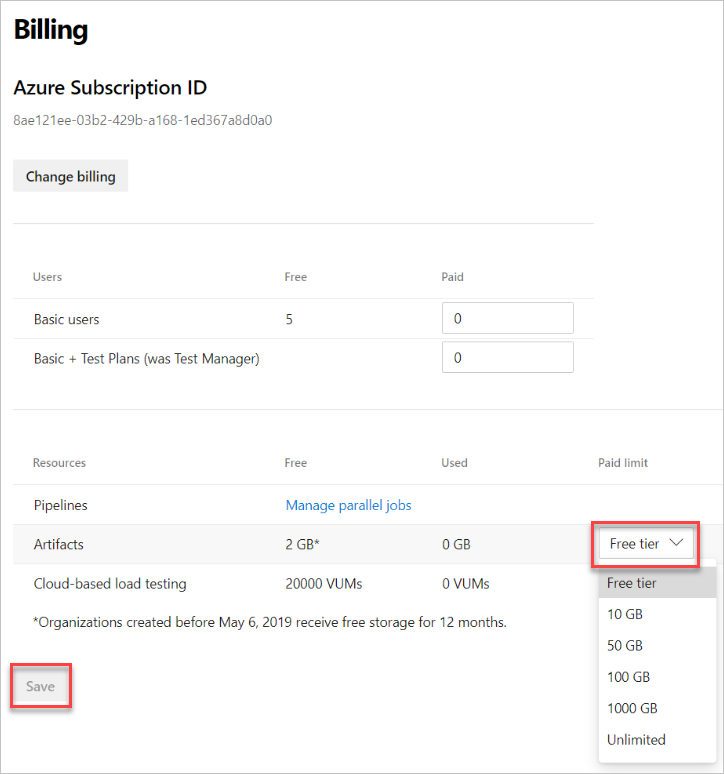 Billing
Azure Subscription ID
8ae121ee-03b2-429b-a168-1ed367a8d0a0
Change billing
Users Free Paid
Basic users 5 0
Basic + Test Plans (was Test Manager) 0
Resources Free Used Paid limit
Pipelines Manage parallel jobs
Artifacts 2 GB* 0 GB Free tier
Cloud-based load testing 20000 VUMs 0 VUMs
*Organizations created before May 6, 2019 receive free storage for 12 months.
Save
Free tier
10 GB
50 GB
100 GB
1000 GB
Unlimited